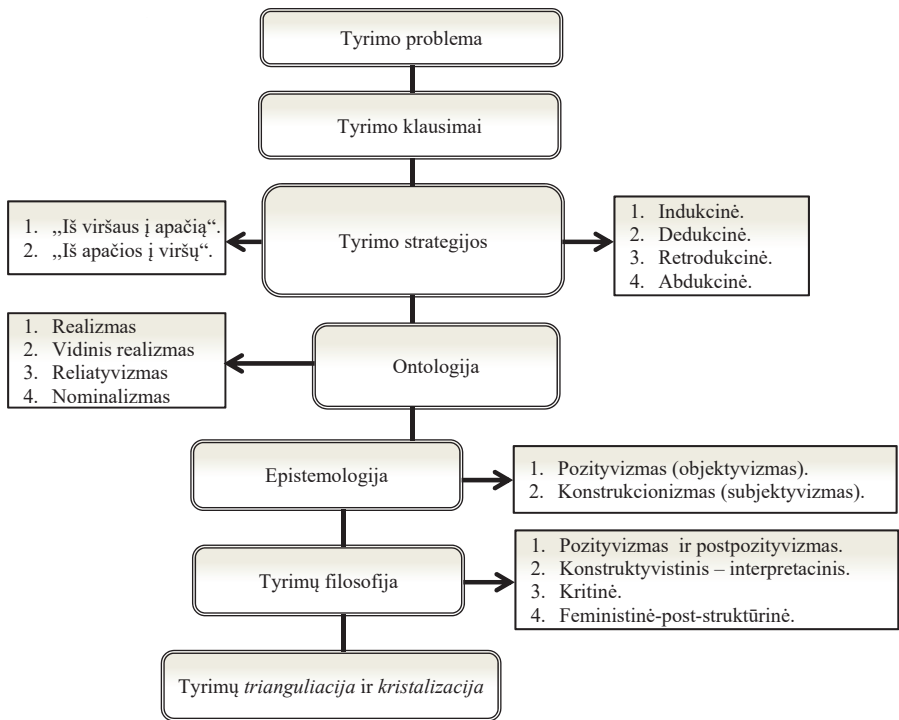 Tyrimo problema
Tyrimo klausimai
1. „Iš viršaus į apačią“.
2. „Iš apačios į viršų“.
Tyrimo strategijos
1. Indukcinė.
2. Dedukcinė.
3. Retrodukcinė.
4. Abdukcinė.
1. Realizmas
2. Vidinis realizmas
3. Reliatyvizmas
4. Nominalizmas
Ontologija
Epistemologija
1. Pozityvizmas (objektyvizmas).
2. Konstrukcionizmas (subjektyvizmas).
Tyrimų filosofija
1. Pozityvizmas ir postpozityvizmas.
2. Konstruktyvistinis – interpretacinis.
3. Kritinė.
4. Feministinė-post-struktūrinė.
Tyrimų trianguliacija ir kristalizacija